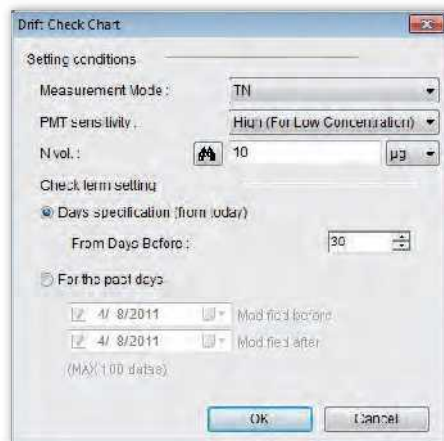 Drift Check Chart
Setting conditions
Measurement Mode : TN
PMT sensitivity : High (For Low Concentration)
N vol. : 10 µg
Check term setting
Days specification (from today)
From Days Before : 30
For the past days
4/ 8/2011 Modified before
4/ 8/2011 Modified after
(MAX 100 datas)
OK Cancel